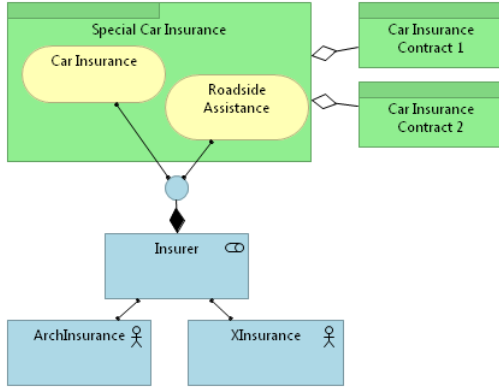 Special Car Insurance
Car Insurance
Roadside
Assistance
Car Insurance
Contract 1
Car Insurance
Contract 2
Insurer
ArchInsurance
XInsurance